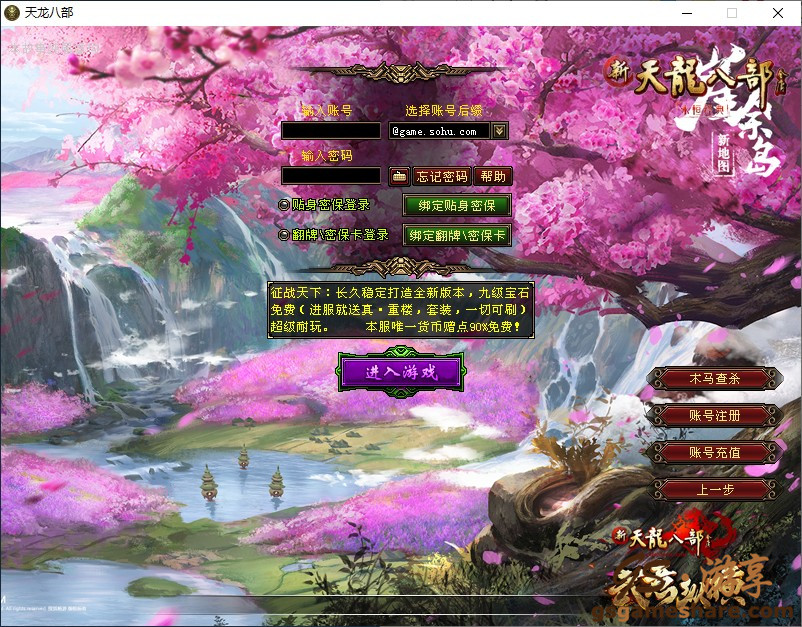 天龙八部
新天龍八部
新地图
输入账号 选择账号后缀
@game.sohu.com
输入密码
忘记密码 帮助
贴身密保登录 绑定贴身密保
翻牌\密保卡登录 绑定翻牌\密保卡
征战天下：长久稳定打造全新版本，九级宝石
免费（进服就送真·重楼，套装，一切可刷）
超级耐玩。 本服唯一货币赠点90%免费！
进入游戏
木马查杀
账号注册
账号充值
上一步
新天龍八部
游享